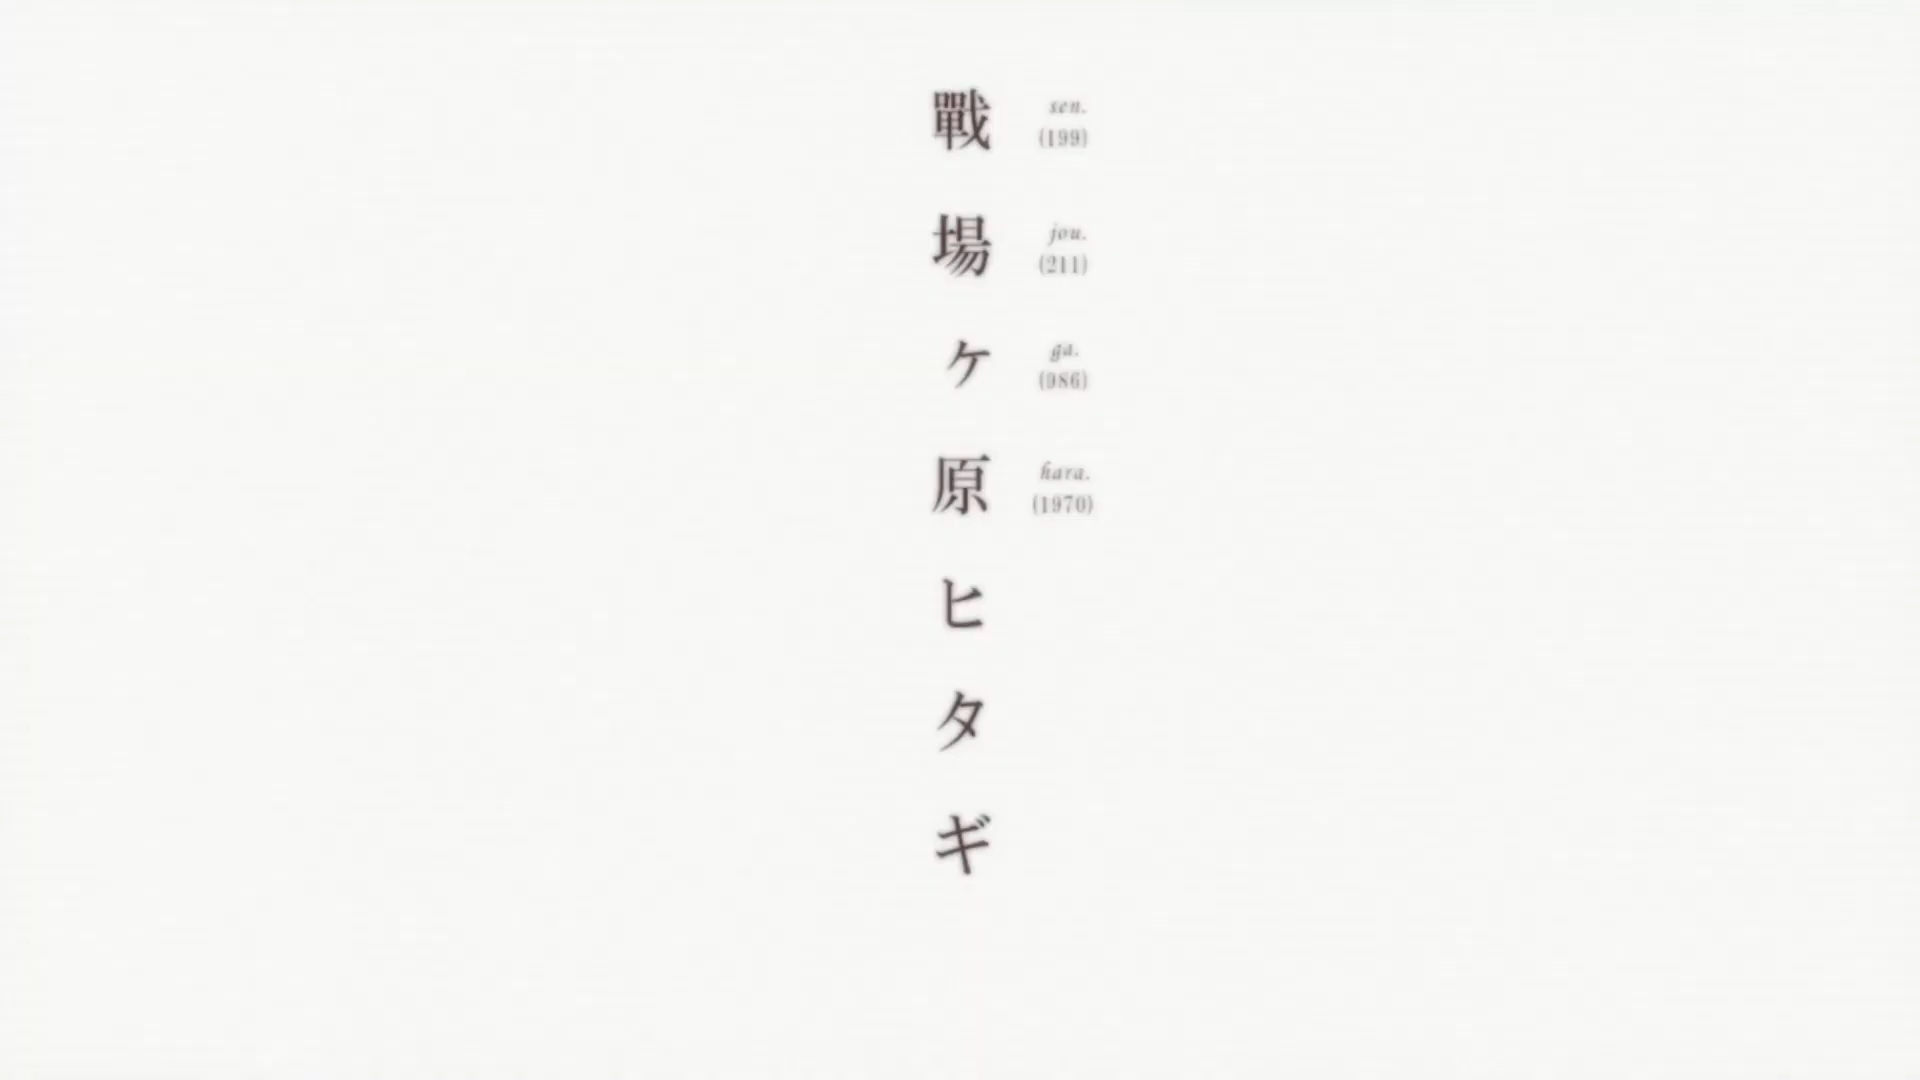 戰場ヶ原ヒタギ
sen.
(199)
jou.
(211)
ga.
(986)
hara.
(1970)